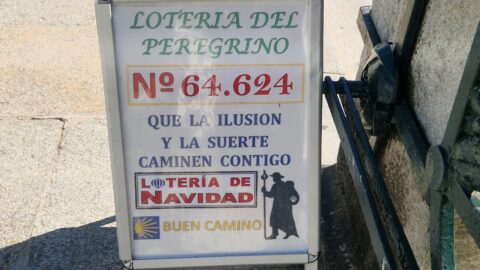 LOTERIA DEL
PEREGRINO
Nº 64.624
QUE LA ILUSION
Y LA SUERTE
CAMINEN CONTIGO
LOTERÍA DE
NAVIDAD
BUEN CAMINO